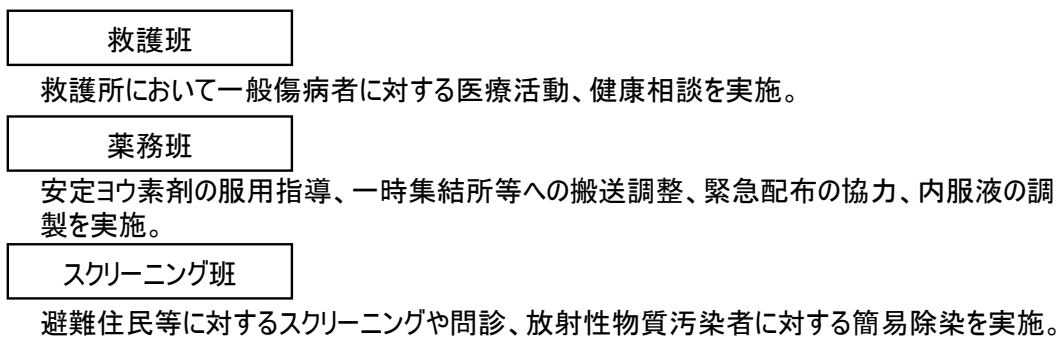 救護班
救護所において一般傷病者に対する医療活動、健康相談を実施。
薬務班
安定ヨウ素剤の服用指導、一時集結所等への搬送調整、緊急配布の協力、内服液の調
製を実施。
スクリーニング班
避難住民等に対するスクリーニングや問診、放射性物質汚染者に対する簡易除染を実施。